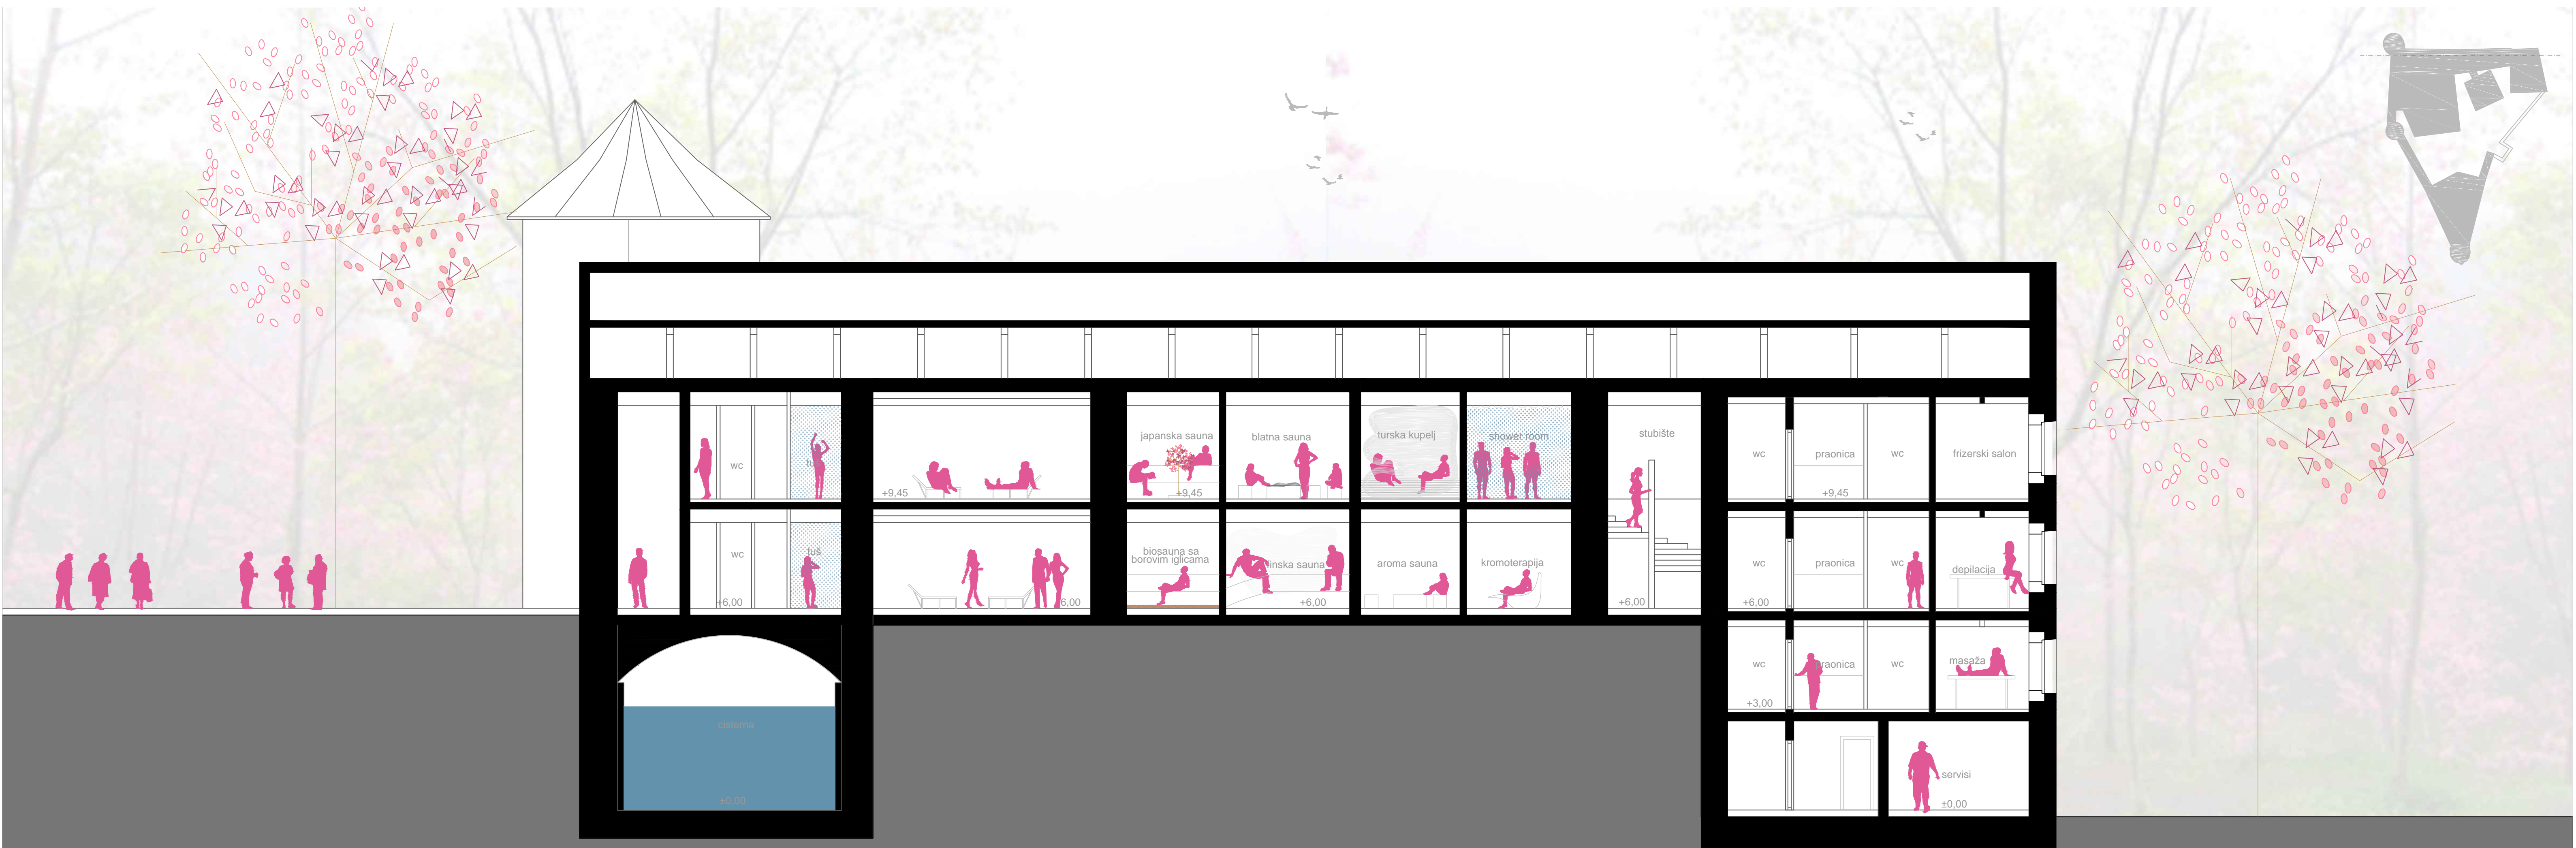 wc
tu
+9,45
japanska sauna
+9,45
blatna sauna
turska kupelj
shower room
stubište
wc
praonica
+9,45
wc
frizerski salon
wc
tuš
+6,00
6,00
biosauna sa
borovim iglicama
inska sauna
+6,00
aroma sauna
kromoterapija
+6,00
wc
+6,00
praonica
wc
depilacija
wc
+3,00
raonica
wc
masaža
cisterna
±0,00
servisi
±0,00